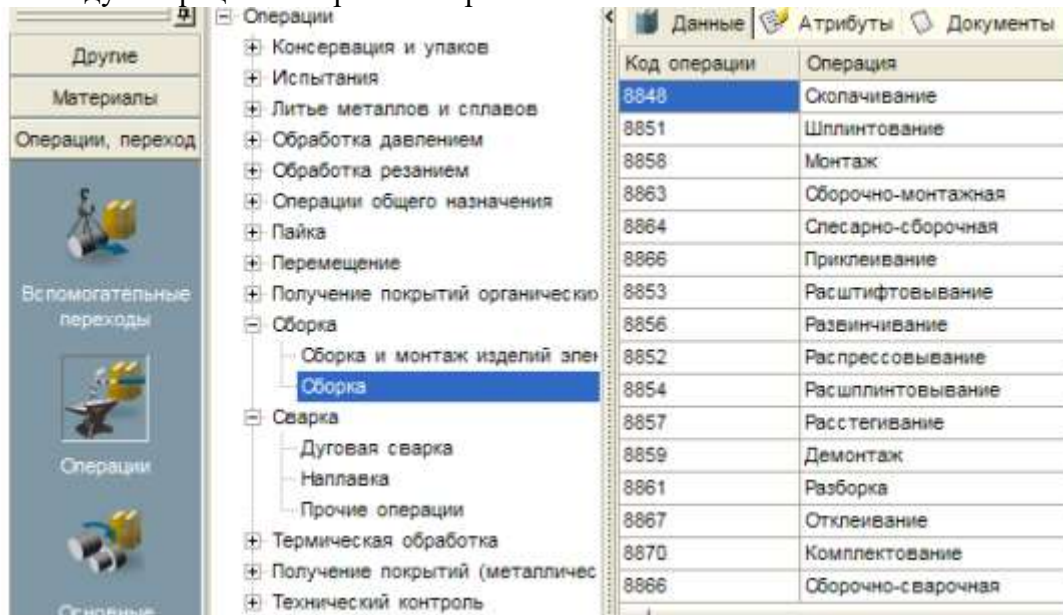 Другие
Материалы
Операции, переход
Вспомогательные
переходы
Операции
Операции
Консервация и упаков
Испытания
Литье металлов и сплавов
Обработка давлением
Обработка резанием
Операции общего назначения
Пайка
Перемещение
Получение покрытий органическио
Сборка
Сборка и монтаж изделий элек
Сборка
Сварка
Дуговая сварка
Наплавка
Прочие операции
Термическая обработка
Получение покрытий (металличес
Технический контроль
Данные Атрибуты Документы
Код операции Операция
8848 Сколачивание
8851 Шплинтование
8858 Монтаж
8863 Сборочно-монтажная
8864 Слесарно-сборочная
8866 Приклеивание
8853 Расштифтовывание
8856 Развинчивание
8852 Распрессовывание
8854 Расшплинтовывание
8857 Расстегивание
8859 Демонтаж
8861 Разборка
8867 Отклеивание
8870 Комплектование
8866 Сборочно-сварочная